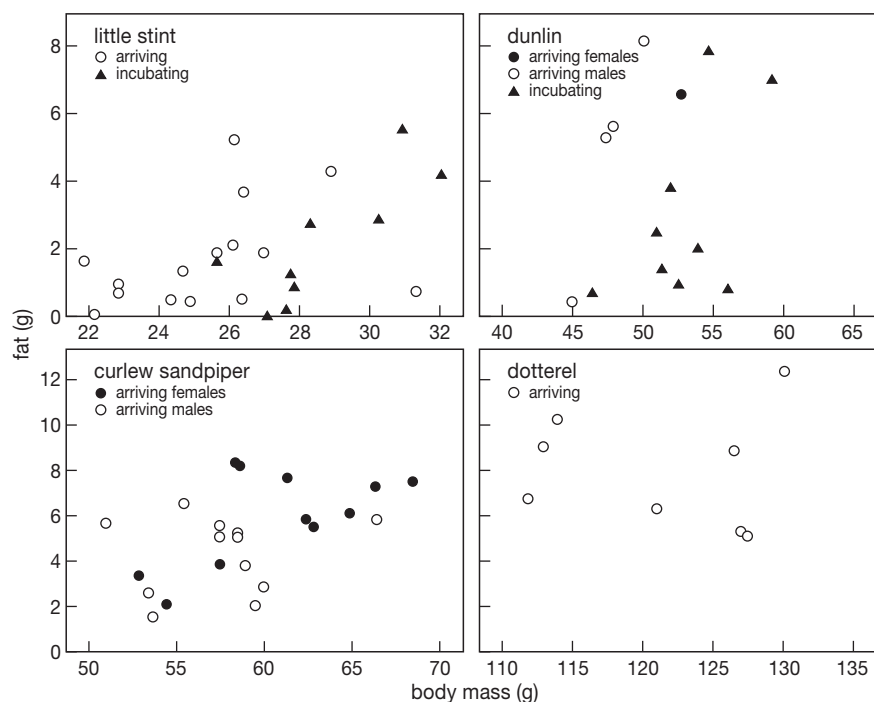 little stint
arriving
incubating
8
6
4
2
0
22 24 26 28 30 32
dunlin
arriving females
arriving males
incubating
40 45 50 55 60 65
fat (g)
curlew sandpiper
arriving females
arriving males
12
10
8
6
4
2
0
50 55 60 65 70
dotterel
arriving
110 115 120 125 130 135
body mass (g)